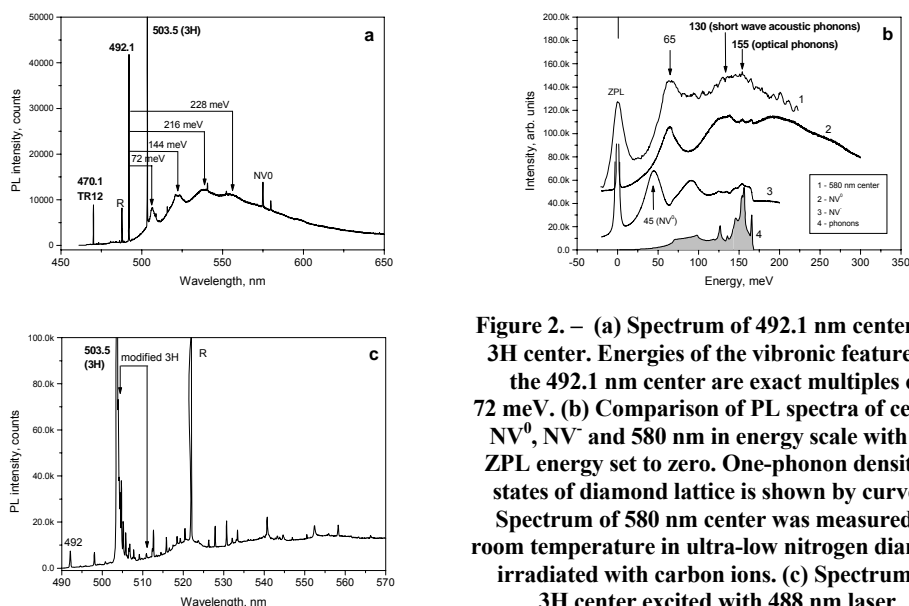 a
503.5 (3H)
492.1
228 meV
216 meV
144 meV
72 meV
470.1
TR12
R
NV0
PL intensity, counts
50000
40000
30000
20000
10000
0
450 500 550 600 650
Wavelength, nm
b
130 (short wave acoustic phonons)
155 (optical phonons)
65
ZPL
1
2
3
4
45 (NV0)
1 - 580 nm center
2 - NV0
3 - NV-
4 - phonons
Intensity, arb. units
200.0k
180.0k
160.0k
140.0k
120.0k
100.0k
80.0k
60.0k
40.0k
20.0k
0.0
-50 0 50 100 150 200 250 300
Energy, meV
c
503.5
(3H)
modified 3H
R
492
PL intensity, counts
100.0k
80.0k
60.0k
40.0k
20.0k
0.0
490 500 510 520 530 540 550 560 570
Wavelength, nm
Figure 2. – (a) Spectrum of 492.1 nm center
3H center. Energies of the vibronic feature
the 492.1 nm center are exact multiples
72 meV. (b) Comparison of PL spectra of ce
NV0, NV- and 580 nm in energy scale with
ZPL energy set to zero. One-phonon densit
states of diamond lattice is shown by curve
Spectrum of 580 nm center was measured
room temperature in ultra-low nitrogen diam
irradiated with carbon ions. (c) Spectrum
3H center excited with 488 nm laser